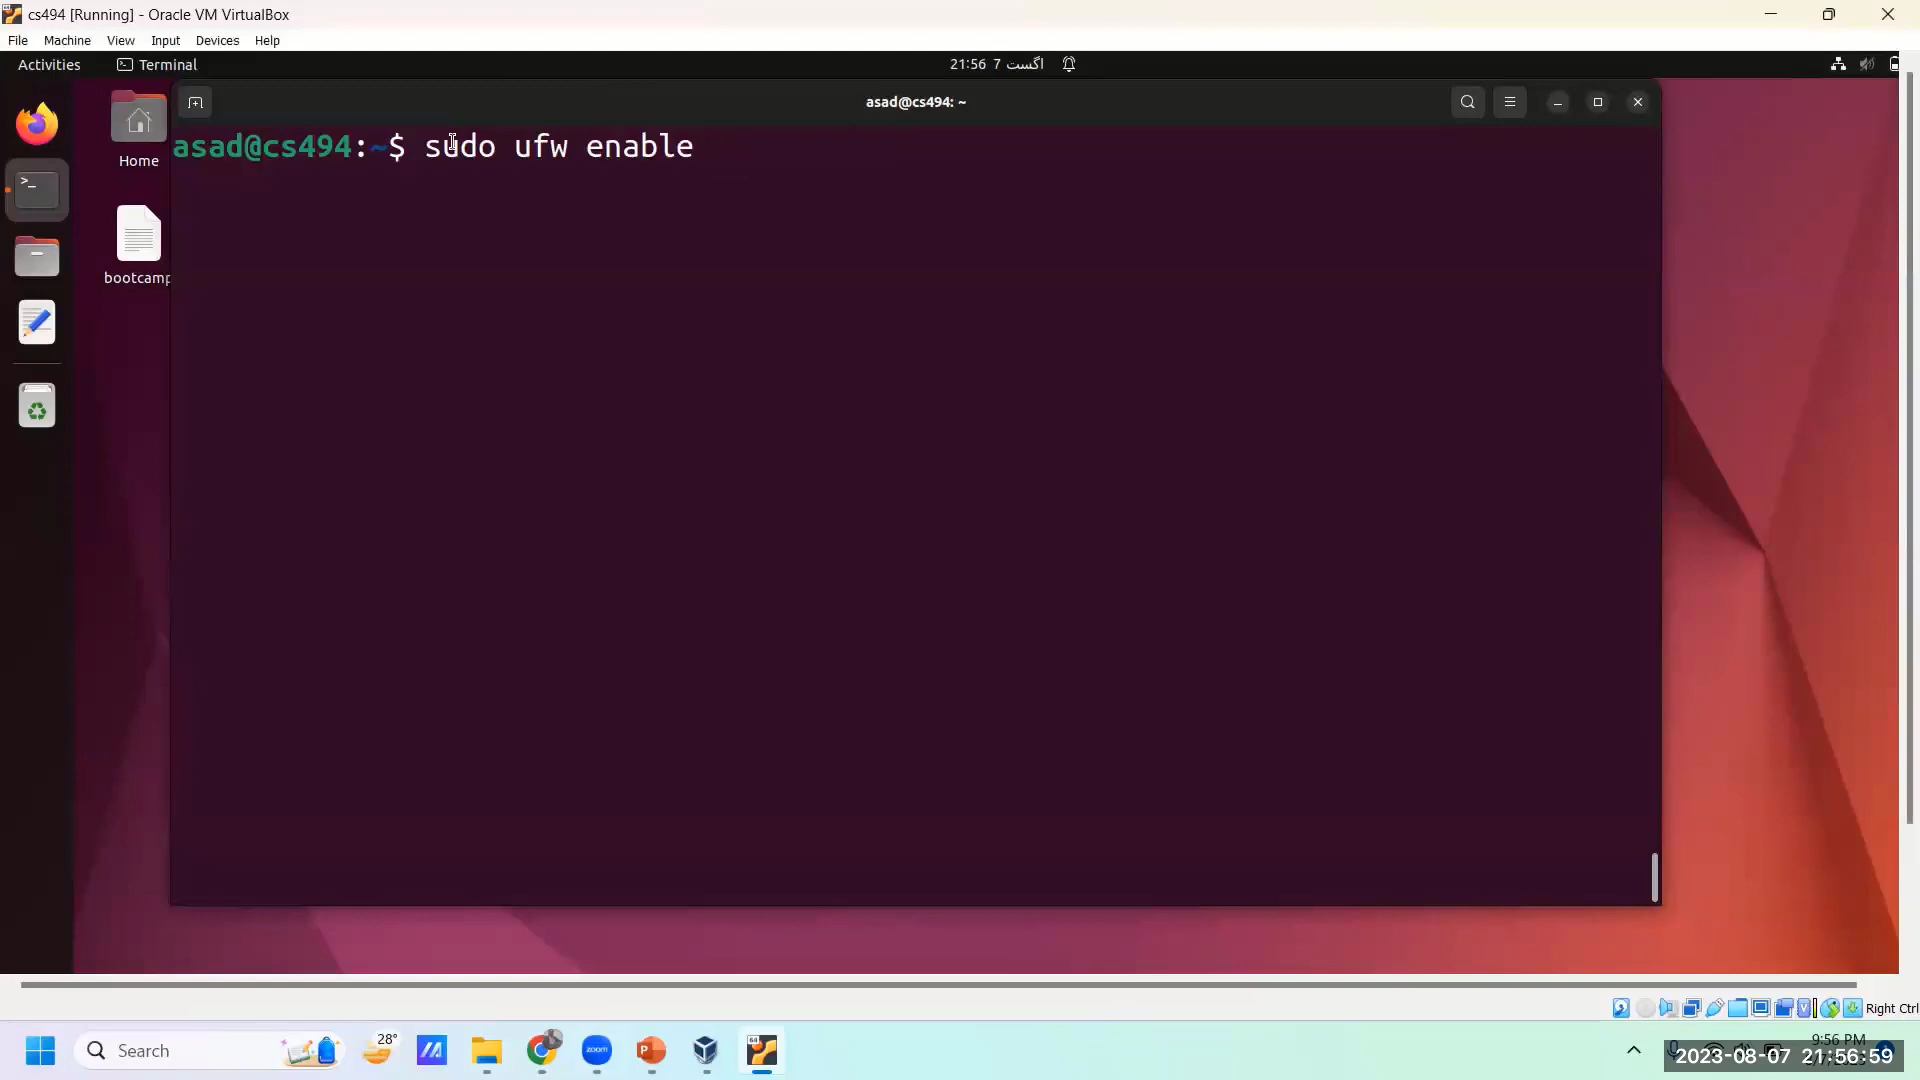 cs494 [Running] - Oracle VM VirtualBox
File Machine View Input Devices Help
Activities Terminal 21:56 7 اگست
asad@cs494: ~
Home
asad@cs494:~$ sudo ufw enable
bootcamp
Right Ctrl
Search
28°
zoom
9:56 PM
2023-08-07 21:56:59